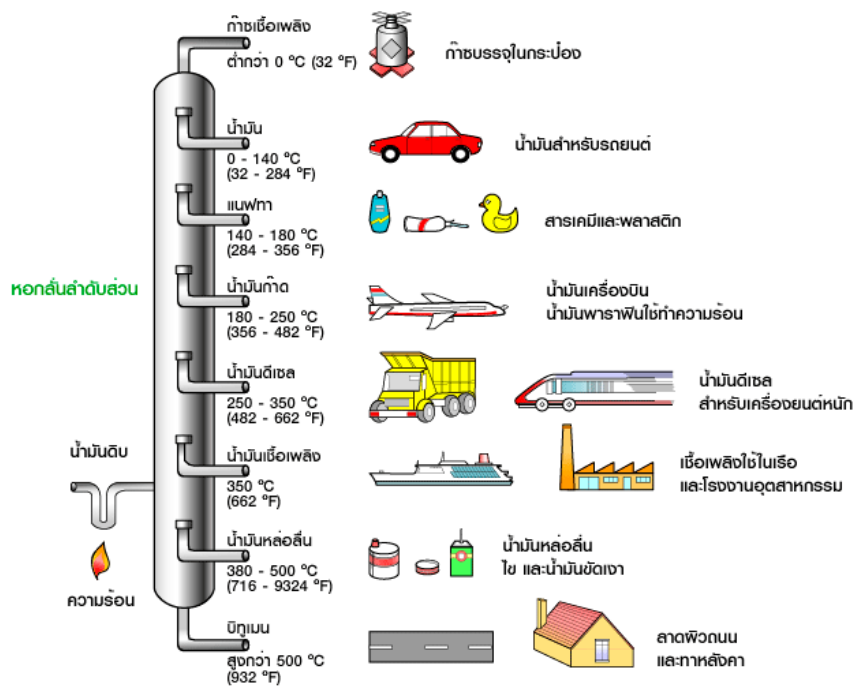 ก๊าซเชื้อเพลิง
ต่ำกว่า 0 °C (32 °F)
ก๊าซบรรจุในกระป๋อง
น้ำมัน
0 - 140 °C
(32 - 284 °F)
น้ำมันสำหรับรถยนต์
แนฟทา
140 - 180 °C
(284 - 356 °F)
สารเคมีและพลาสติก
หอกลั่นลำดับส่วน
น้ำมันก๊าด
180 - 250 °C
(356 - 482 °F)
น้ำมันเครื่องบิน
น้ำมันพาราฟินใช้ทำความร้อน
น้ำมันดีเซล
250 - 350 °C
(482 - 662 °F)
น้ำมันดีเซล
สำหรับเครื่องยนต์หนัก
น้ำมันดิบ
น้ำมันเชื้อเพลิง
350 °C
(662 °F)
เชื้อเพลิงใช้ในเรือ
และโรงงานอุตสาหกรรม
ความร้อน
น้ำมันหล่อลื่น
380 - 500 °C
(716 - 9324 °F)
น้ำมันหล่อลื่น
ไข และน้ำมันขัดเงา
บิทูเมน
สูงกว่า 500 °C
(932 °F)
ลาดผิวถนน
และทาหลังคา